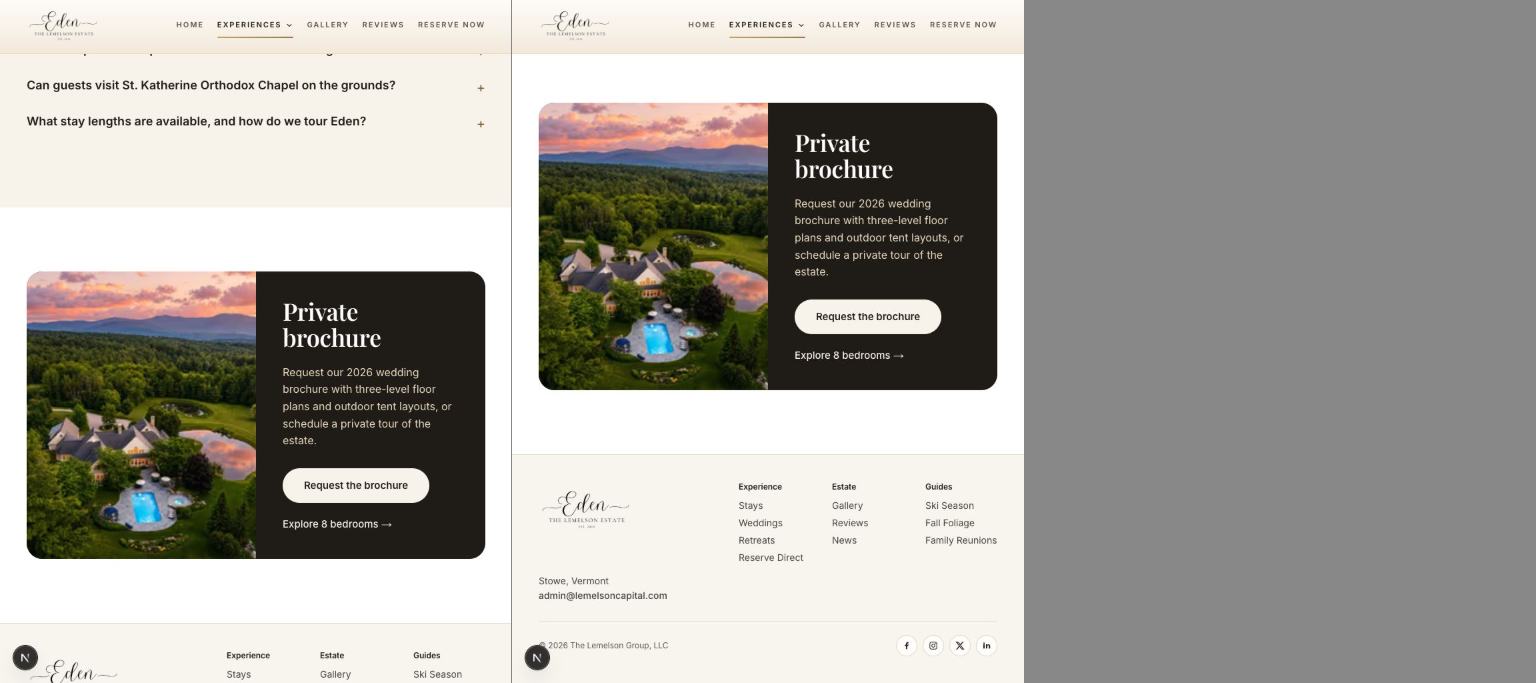 Eden
THE LEMELSON ESTATE
HOME EXPERIENCES GALLERY REVIEWS RESERVE NOW
Can guests visit St. Katherine Orthodox Chapel on the grounds? +
What stay lengths are available, and how do we tour Eden? +
Private
brochure
Request our 2026 wedding
brochure with three-level floor
plans and outdoor tent layouts, or
schedule a private tour of the
estate.
Request the brochure
Explore 8 bedrooms →
Eden
Experience Estate Guides
Stays Gallery Ski Season
N
Eden
THE LEMELSON ESTATE
HOME EXPERIENCES GALLERY REVIEWS RESERVE NOW
Private
brochure
Request our 2026 wedding
brochure with three-level floor
plans and outdoor tent layouts, or
schedule a private tour of the
estate.
Request the brochure
Explore 8 bedrooms →
Eden
THE LEMELSON ESTATE
Experience Estate Guides
Stays Gallery Ski Season
Weddings Reviews Fall Foliage
Retreats News Family Reunions
Reserve Direct
Stowe, Vermont
admin@lemelsoncapital.com
© 2026 The Lemelson Group, LLC
N